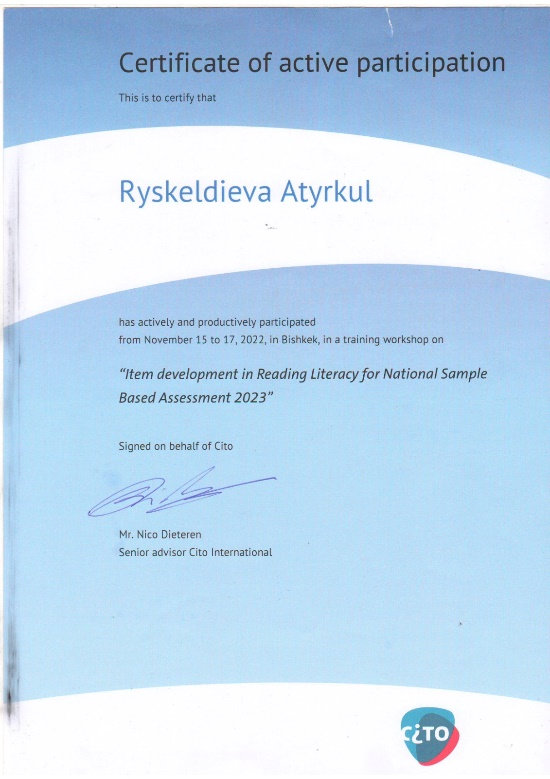 Certificate of active participation
This is to certify that
Ryskeldieva Atyrkul
has actively and productively participated
from November 15 to 17, 2022, in Bishkek, in a training workshop on
“Item development in Reading Literacy for National Sample
Based Assessment 2023”
Signed on behalf of Cito
Mr. Nico Dieteren
Senior advisor Cito International
CiTO